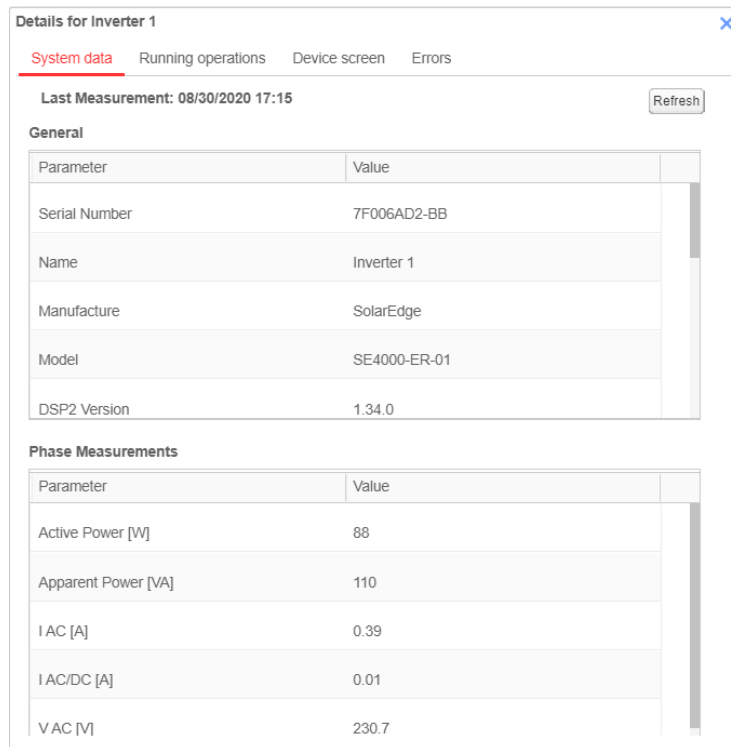 Details for Inverter 1
System data Running operations Device screen Errors
Last Measurement: 08/30/2020 17:15 Refresh
General
Parameter Value
Serial Number 7F006AD2-BB
Name Inverter 1
Manufacture SolarEdge
Model SE4000-ER-01
DSP2 Version 1.34.0
Phase Measurements
Parameter Value
Active Power [W] 88
Apparent Power [VA] 110
I AC [A] 0.39
I AC/DC [A] 0.01
V AC [V] 230.7